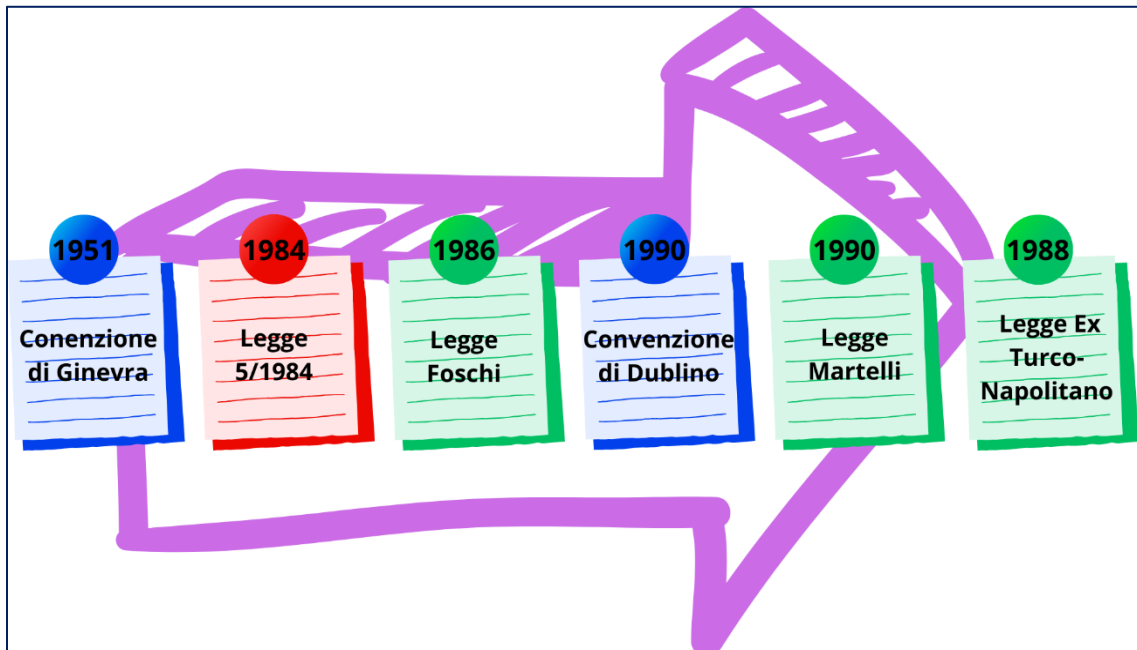 1951
Conenzione
di Ginevra
1984
Legge
5/1984
1986
Legge
Foschi
1990
Convenzione
di Dublino
1990
Legge
Martelli
1988
Legge Ex
Turco-
Napolitano